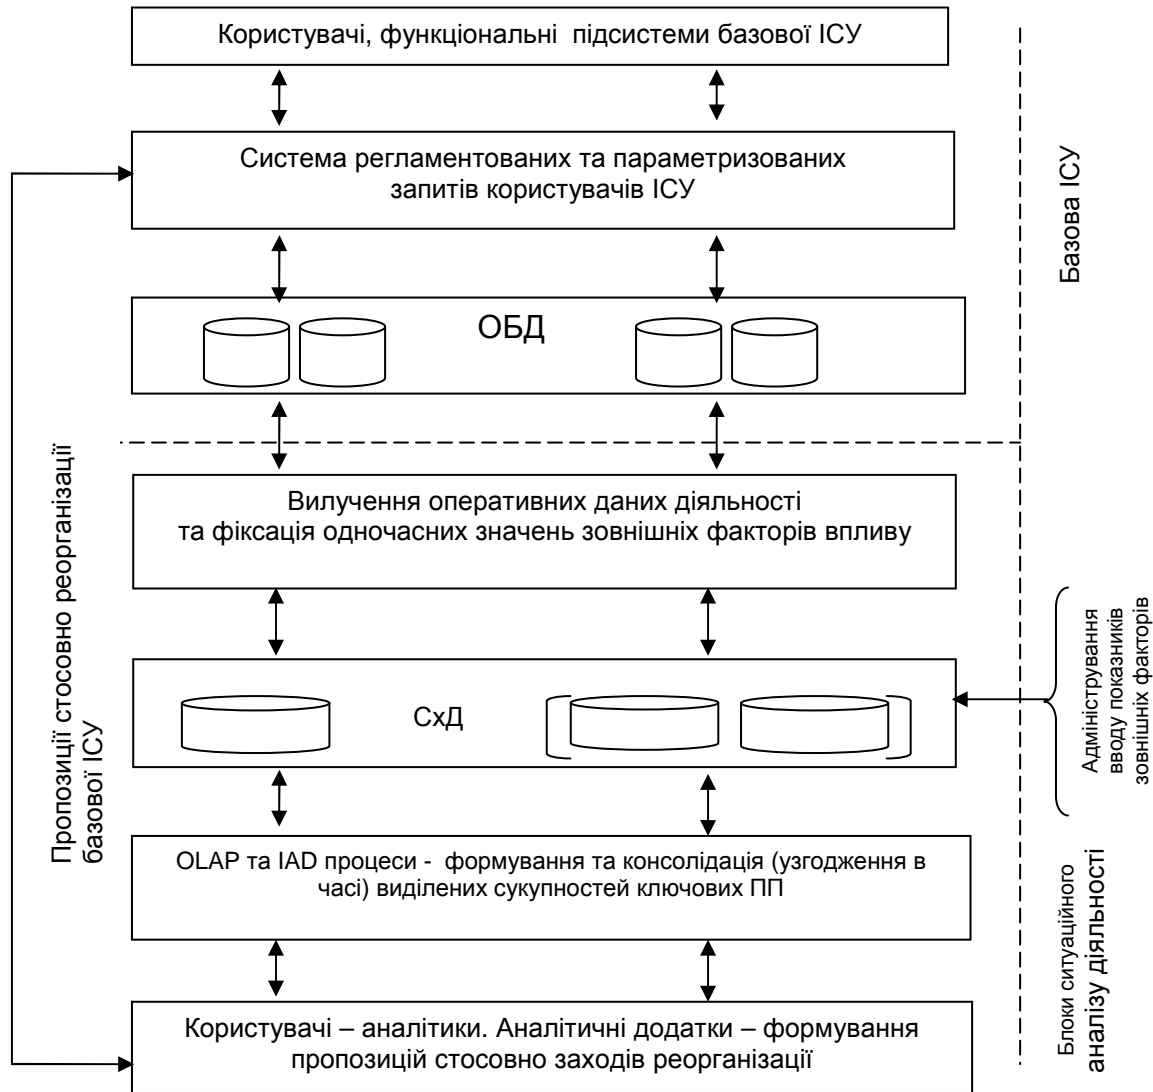 Користувачі, функціональні підсистеми базової ІСУ
Система регламентованих та параметризованих
запитів користувачів ІСУ
Базова ІСУ
ОБД
Пропозиції стосовно реорганізації
базової ІСУ
Вилучення оперативних даних діяльності
та фіксація одночасних значень зовнішніх факторів впливу
Адміністрування
вводу показників
зовнішніх факторів
СхД
OLAP та IAD процеси - формування та консолідація (узгодження в
часі) виділених сукупностей ключових ПП
Блоки ситуаційного
аналізу діяльності
Користувачі – аналітики. Аналітичні додатки – формування
пропозицій стосовно заходів реорганізації